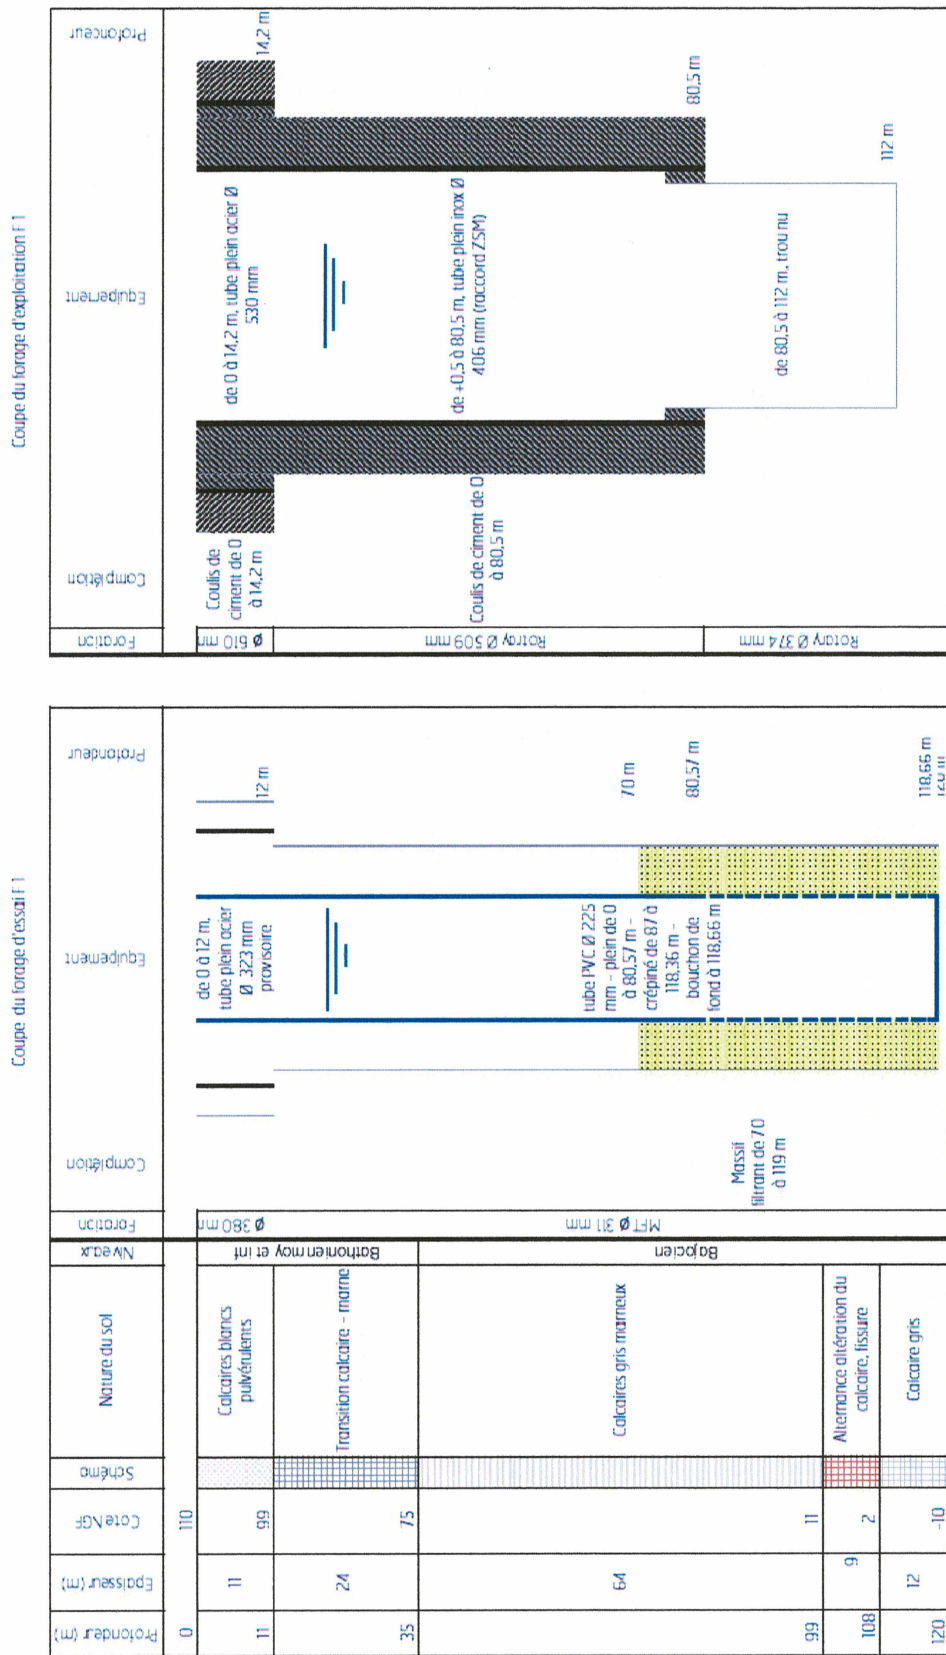 Coupe du forage d'essai F1
Coupe du forage d'exploitation F1
Profondeur (m)
Epaisseur (m)
Cote NGF
Schéma
Nature du sol
Niveaux
Foration
Complétion
Equipement
Profondeur
Foration
Complétion
Equipement
Profonceur
0
110
11
11
99
Calcaires blancs
pulvérulents
35
24
75
Transition calcaire - marne
Bathonien moy et inf
99
64
11
Calcaires gris marneux
Bajocien
108
9
2
Alternance altération du
calcaire, fissure
120
12
-10
Calcaire gris
Ø 380 mm
MFT Ø 311 mm
Massif
filtrant de 70
à 119 m
de 0 à 12 m,
tube plein acier
Ø 323 mm
provisoire
tube PVC Ø 225
mm - plein de 0
à 80,57 m -
crépiné de 87 à
118,36 m -
bouchon de
fond à 118,66 m
12 m
70 m
80,57 m
118,66 m
120 m
Ø 610 mm
Rotray Ø 509 mm
Rotary Ø 374 mm
Coulis de
ciment de 0
à 14,2 m
Coulis de ciment de 0
à 80,5 m
de 0 à 14,2 m, tube plein acier Ø
530 mm
de +0,5 à 80,5 m, tube plein inox Ø
406 mm (raccord ZSM)
de 80,5 à 112 m, trou nu
14,2 m
80,5 m
112 m